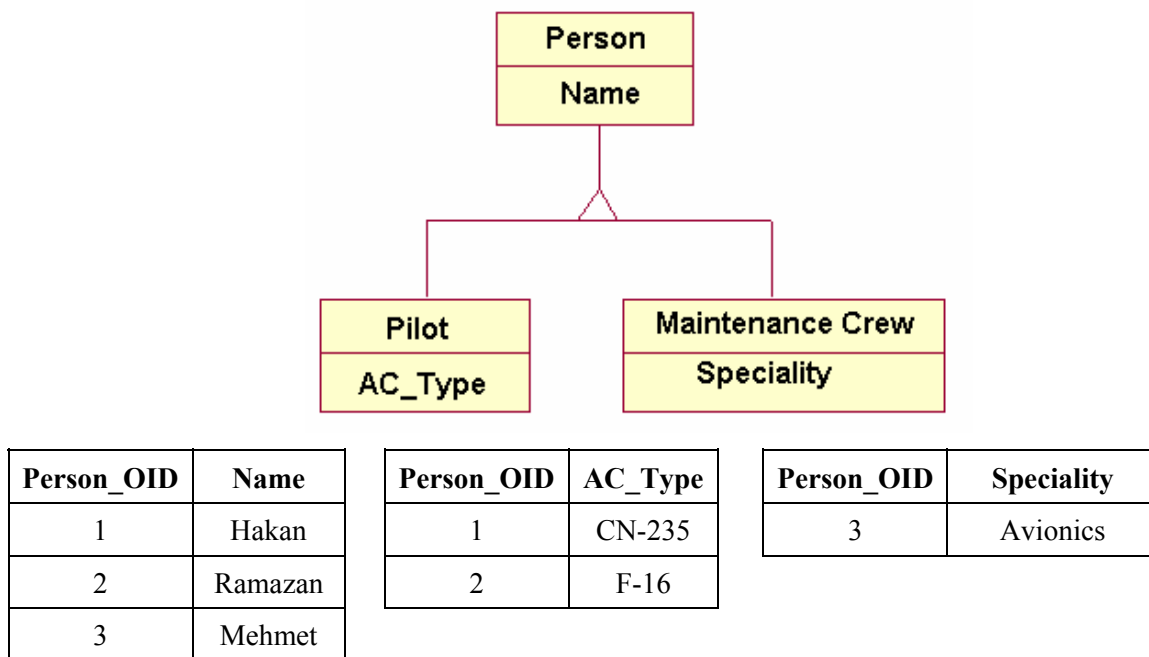 Person
Name
Pilot
AC_Type
Maintenance Crew
Speciality
Person_OID Name
1 Hakan
2 Ramazan
3 Mehmet
Person_OID AC_Type
1 CN-235
2 F-16
Person_OID Speciality
3 Avionics